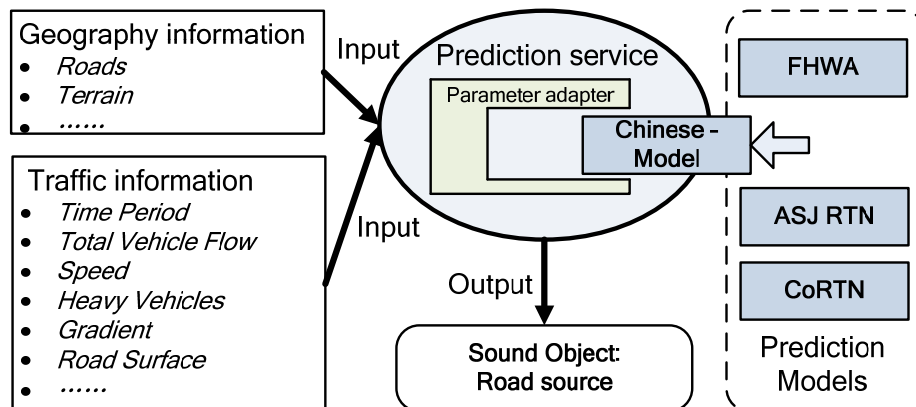 Geography information
• Roads
• Terrain
• ......
Traffic information
• Time Period
• Total Vehicle Flow
• Speed
• Heavy Vehicles
• Gradient
• Road Surface
• ......
Input
Input
Prediction service
Parameter adapter
Chinese -
Model
Output
Sound Object:
Road source
FHWA
ASJ RTN
CoRTN
Prediction
Models